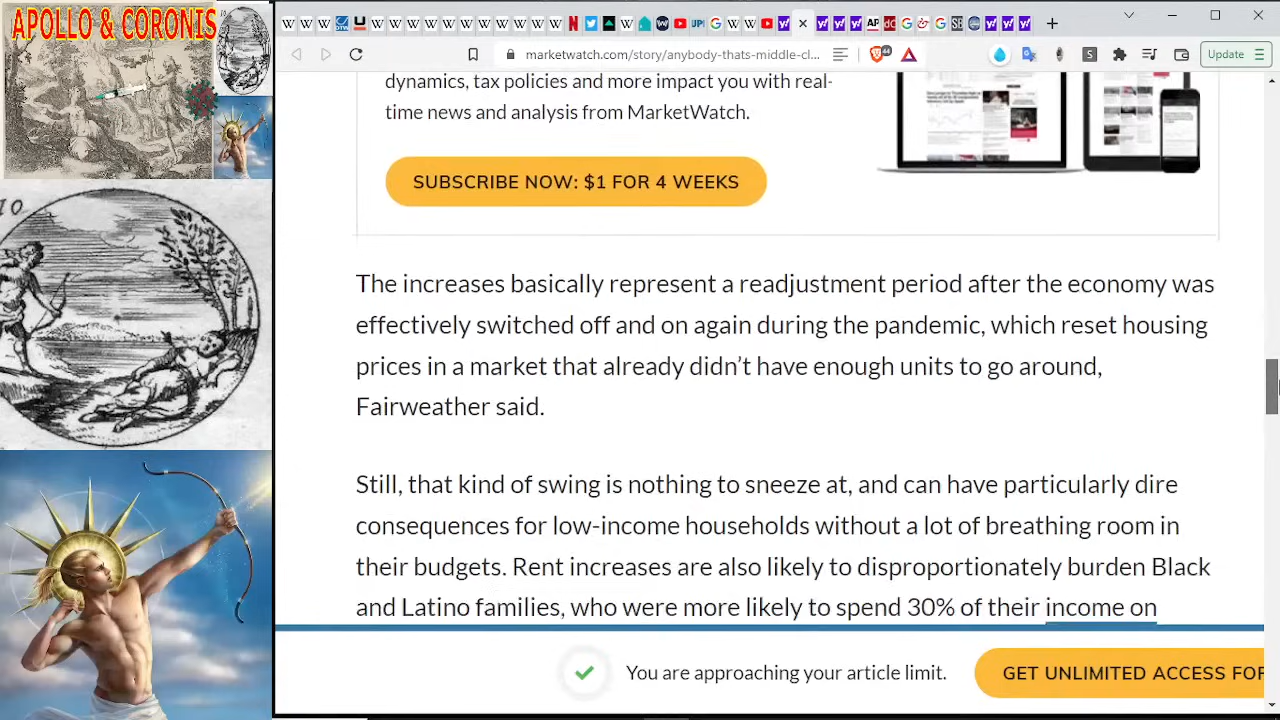 APOLLO & CORONIS
10
marketwatch.com/story/anybody-thats-middle-cl...
44
Update
dynamics, tax policies and more impact you with real-
time news and analysis from MarketWatch.
SUBSCRIBE NOW: $1 FOR 4 WEEKS
The increases basically represent a readjustment period after the economy was
effectively switched off and on again during the pandemic, which reset housing
prices in a market that already didn’t have enough units to go around,
Fairweather said.
Still, that kind of swing is nothing to sneeze at, and can have particularly dire
consequences for low-income households without a lot of breathing room in
their budgets. Rent increases are also likely to disproportionately burden Black
and Latino families, who were more likely to spend 30% of their income on
You are approaching your article limit.
GET UNLIMITED ACCESS FOR